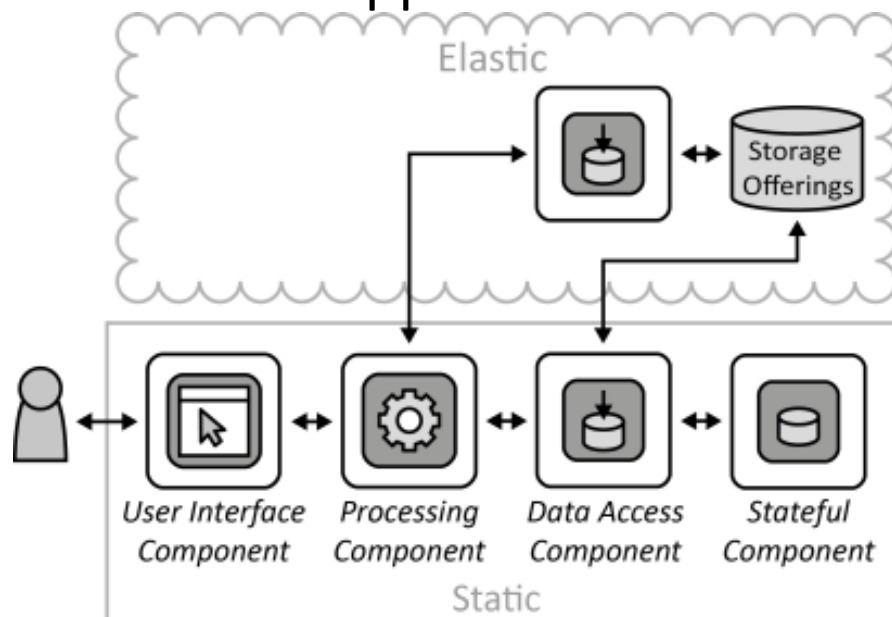 Elastic
Storage
Offerings
User Interface
Component
Processing
Component
Data Access
Component
Stateful
Component
Static